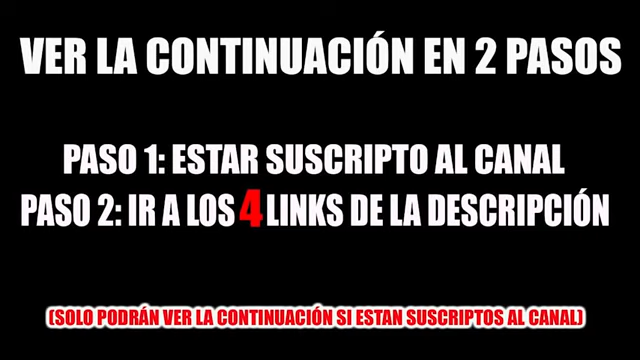 VER LA CONTINUACIÓN EN 2 PASOS
PASO 1: ESTAR SUSCRIPTO AL CANAL
PASO 2: IR A LOS 4 LINKS DE LA DESCRIPCIÓN
(SOLO PODRÁN VER LA CONTINUACIÓN SI ESTAN SUSCRIPTOS AL CANAL)